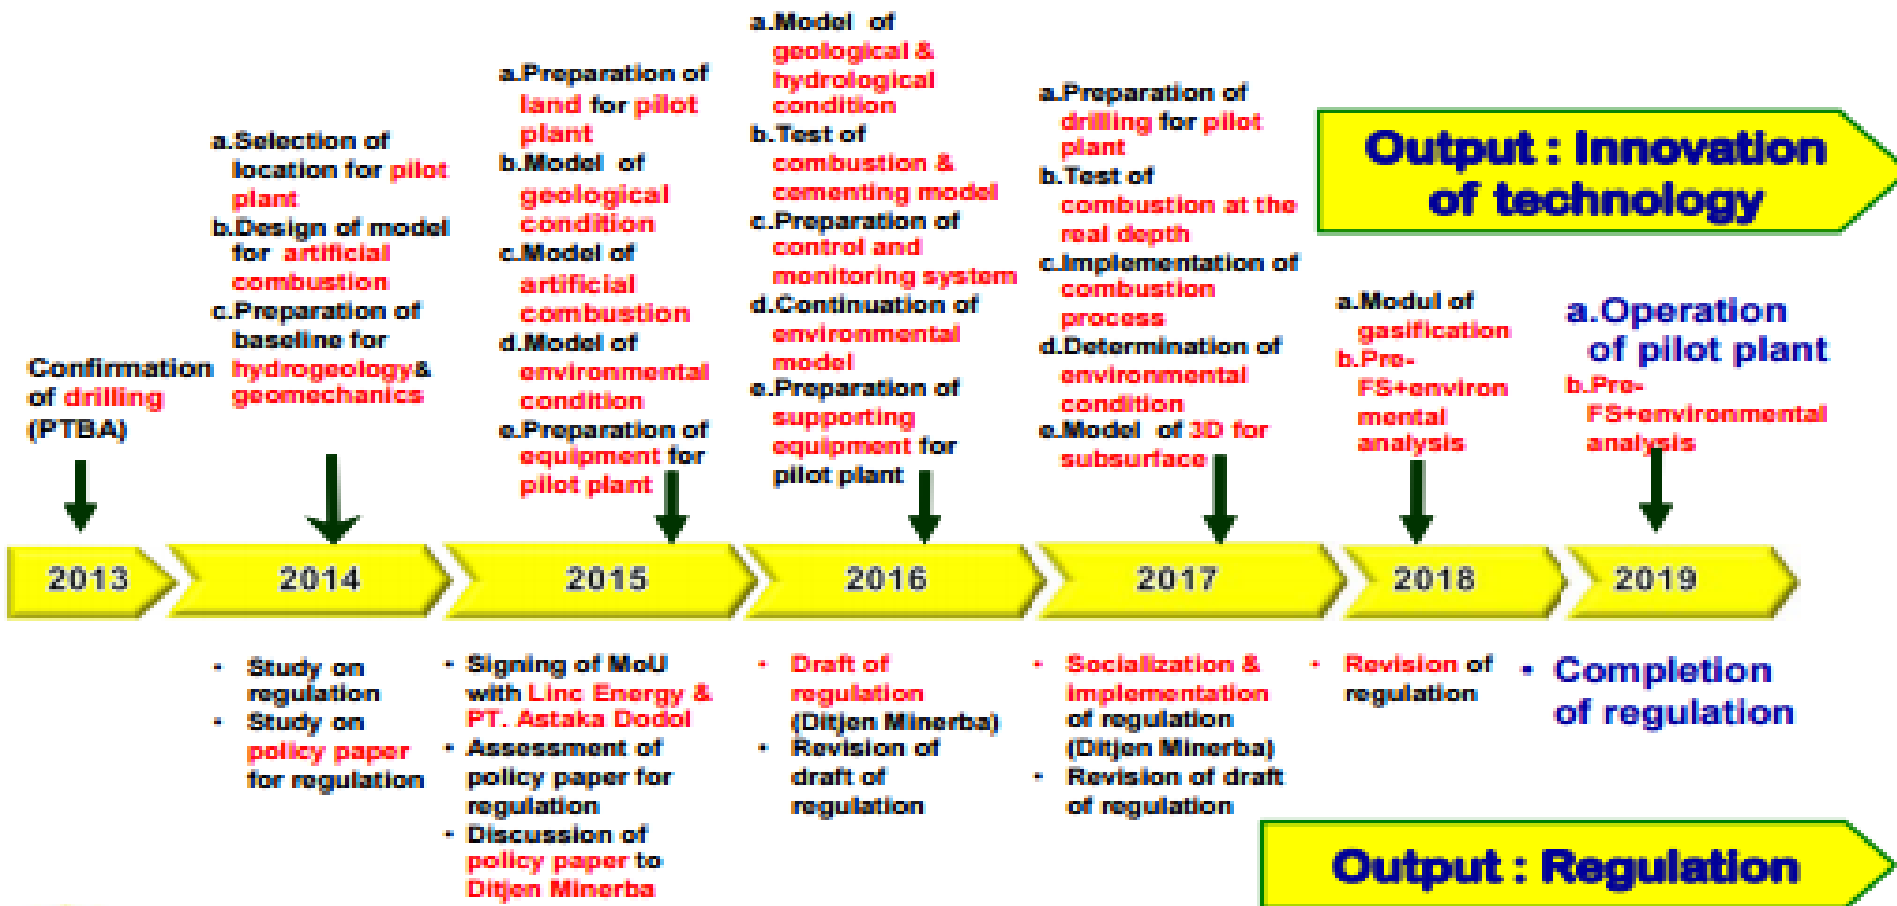 Confirmation
of drilling
(PTBA)
a.Selection of
location for pilot
plant
b.Design of model
for artificial
combustion
c.Preparation of
baseline for
hydrogeology&
geomechanics
a.Preparation of
land for pilot
plant
b.Model of
geological
condition
c.Model of
artificial
combustion
d.Model of
environmental
condition
e.Preparation of
equipment for
pilot plant
a.Model of
geological &
hydrological
condition
b.Test of
combustion &
cementing model
c.Preparation of
control and
monitoring system
d.Continuation of
environmental
model
e.Preparation of
supporting
equipment for
pilot plant
a.Preparation of
drilling for pilot
plant
b.Test of
combustion at the
real depth
c.Implementation of
combustion
process
d.Determination of
environmental
condition
e.Model of 3D for
subsurface
Output : Innovation
of technology
a.Modul of
gasification
b.Pre-
FS+environ
mental
analysis
a.Operation
of pilot plant
b.Pre-
FS+environmental
analysis
2013
2014
2015
2016
2017
2018
2019
• Study on
regulation
• Study on
policy paper
for regulation
• Signing of MoU
with Linc Energy &
PT. Astaka Dodol
• Assessment of
policy paper for
regulation
• Discussion of
policy paper to
Ditjen Minerba
• Draft of
regulation
(Ditjen Minerba)
• Revision of
draft of
regulation
• Socialization &
implementation
of regulation
(Ditjen Minerba)
• Revision of draft
of regulation
• Revision of
regulation
• Completion
of regulation
Output : Regulation